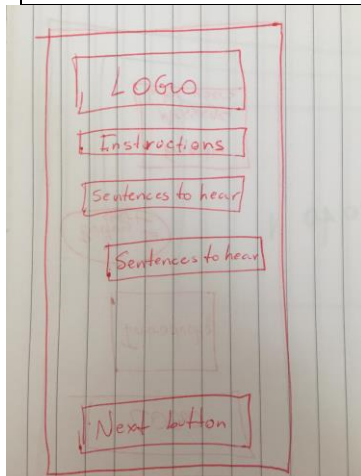 LOGO
Instructions
Sentences to hear
Sentences to hear
Next button